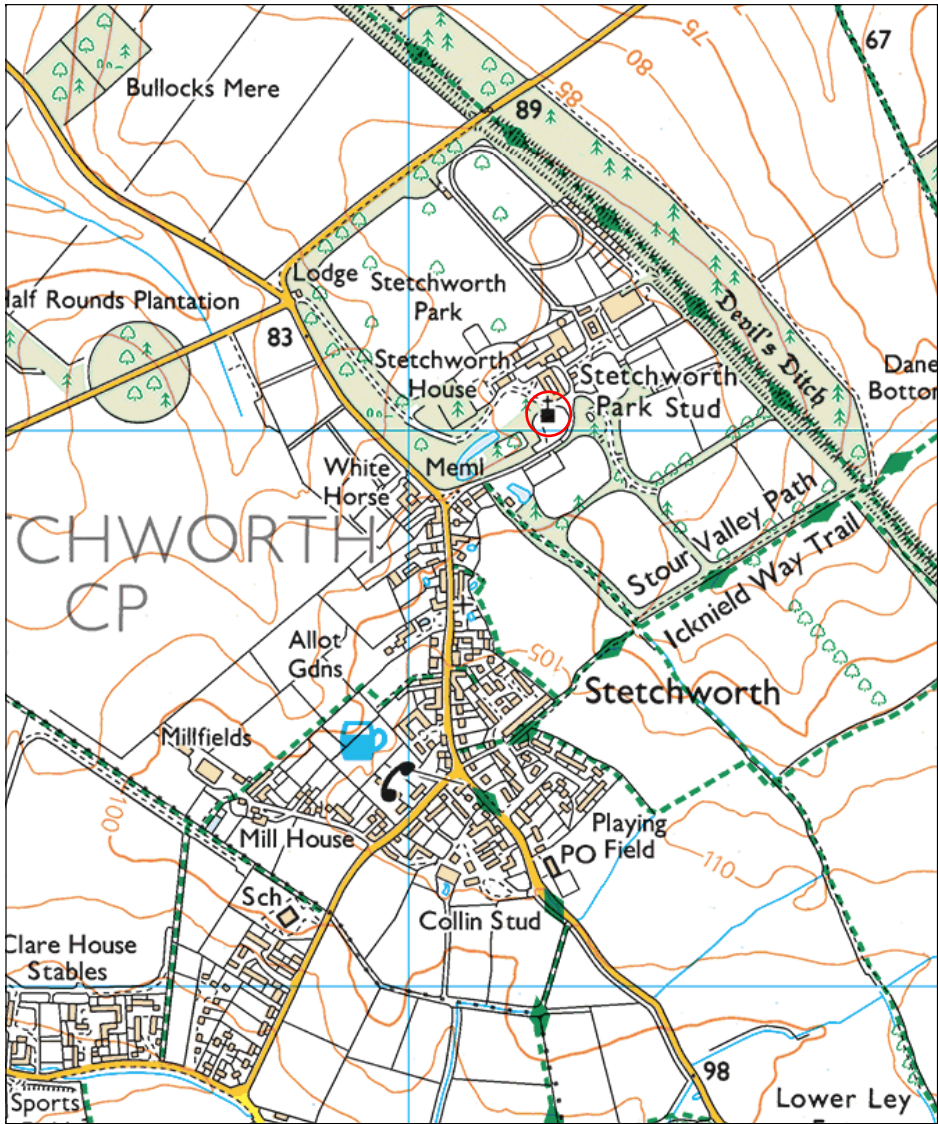 67
75
80
Bullocks Mere
85
89
Lodge
Stetchworth
Park
Half Rounds Plantation
83
Devil's Ditch
Stetchworth
House
Stetchworth
Park Stud
Dane
Bottom
White
Horse
Meml
TCHWORTH
CP
Stour Valley Path
Icknield Way Trail
Allot
Gdns
105
Stetchworth
Millfields
100
Mill House
Playing
Field
PO
110
Sch
Collin Stud
Clare House
Stables
98
Sports
Lower Ley